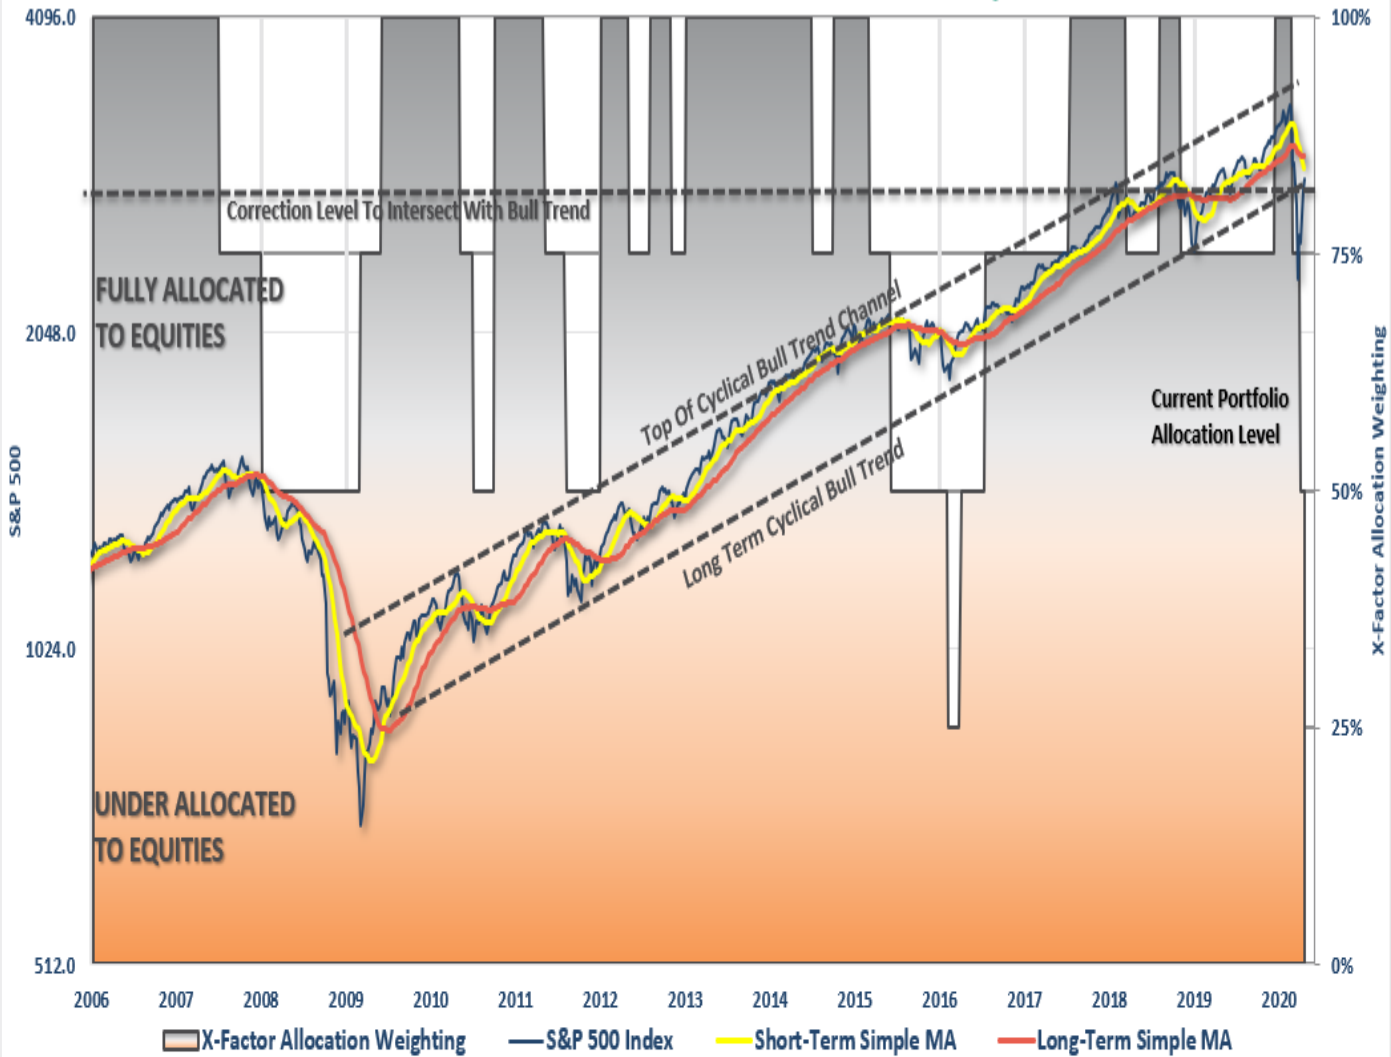 4096.0
2048.0
1024.0
512.0
S&P 500
100%
75%
50%
25%
0%
X-Factor Allocation Weighting
Correction Level To Intersect With Bull Trend
FULLY ALLOCATED
TO EQUITIES
Top Of Cyclical Bull Trend Channel
Long Term Cyclical Bull Trend
Current Portfolio
Allocation Level
UNDER ALLOCATED
TO EQUITIES
2006 2007 2008 2009 2010 2011 2012 2013 2014 2015 2016 2017 2018 2019 2020
X-Factor Allocation Weighting S&P 500 Index Short-Term Simple MA Long-Term Simple MA